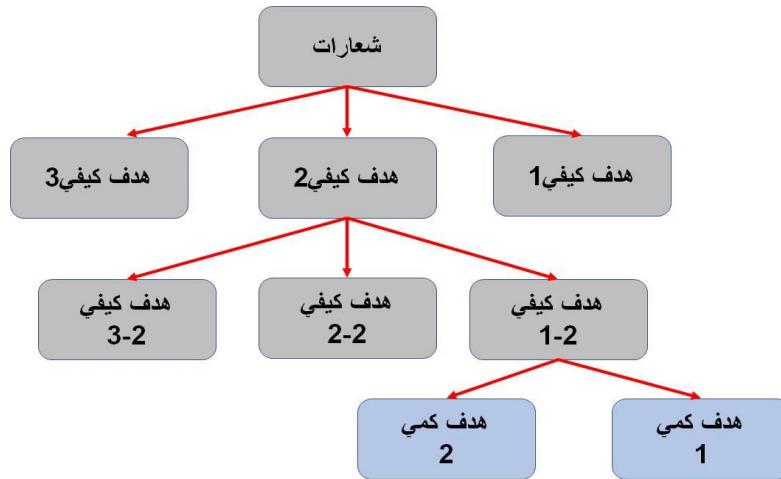 شعارات
هدف كيفي1
هدف كيفي2
هدف كيفي3
هدف كيفي
1-2
هدف كيفي
2-2
هدف كيفي
3-2
هدف كمي
1
هدف كمي
2